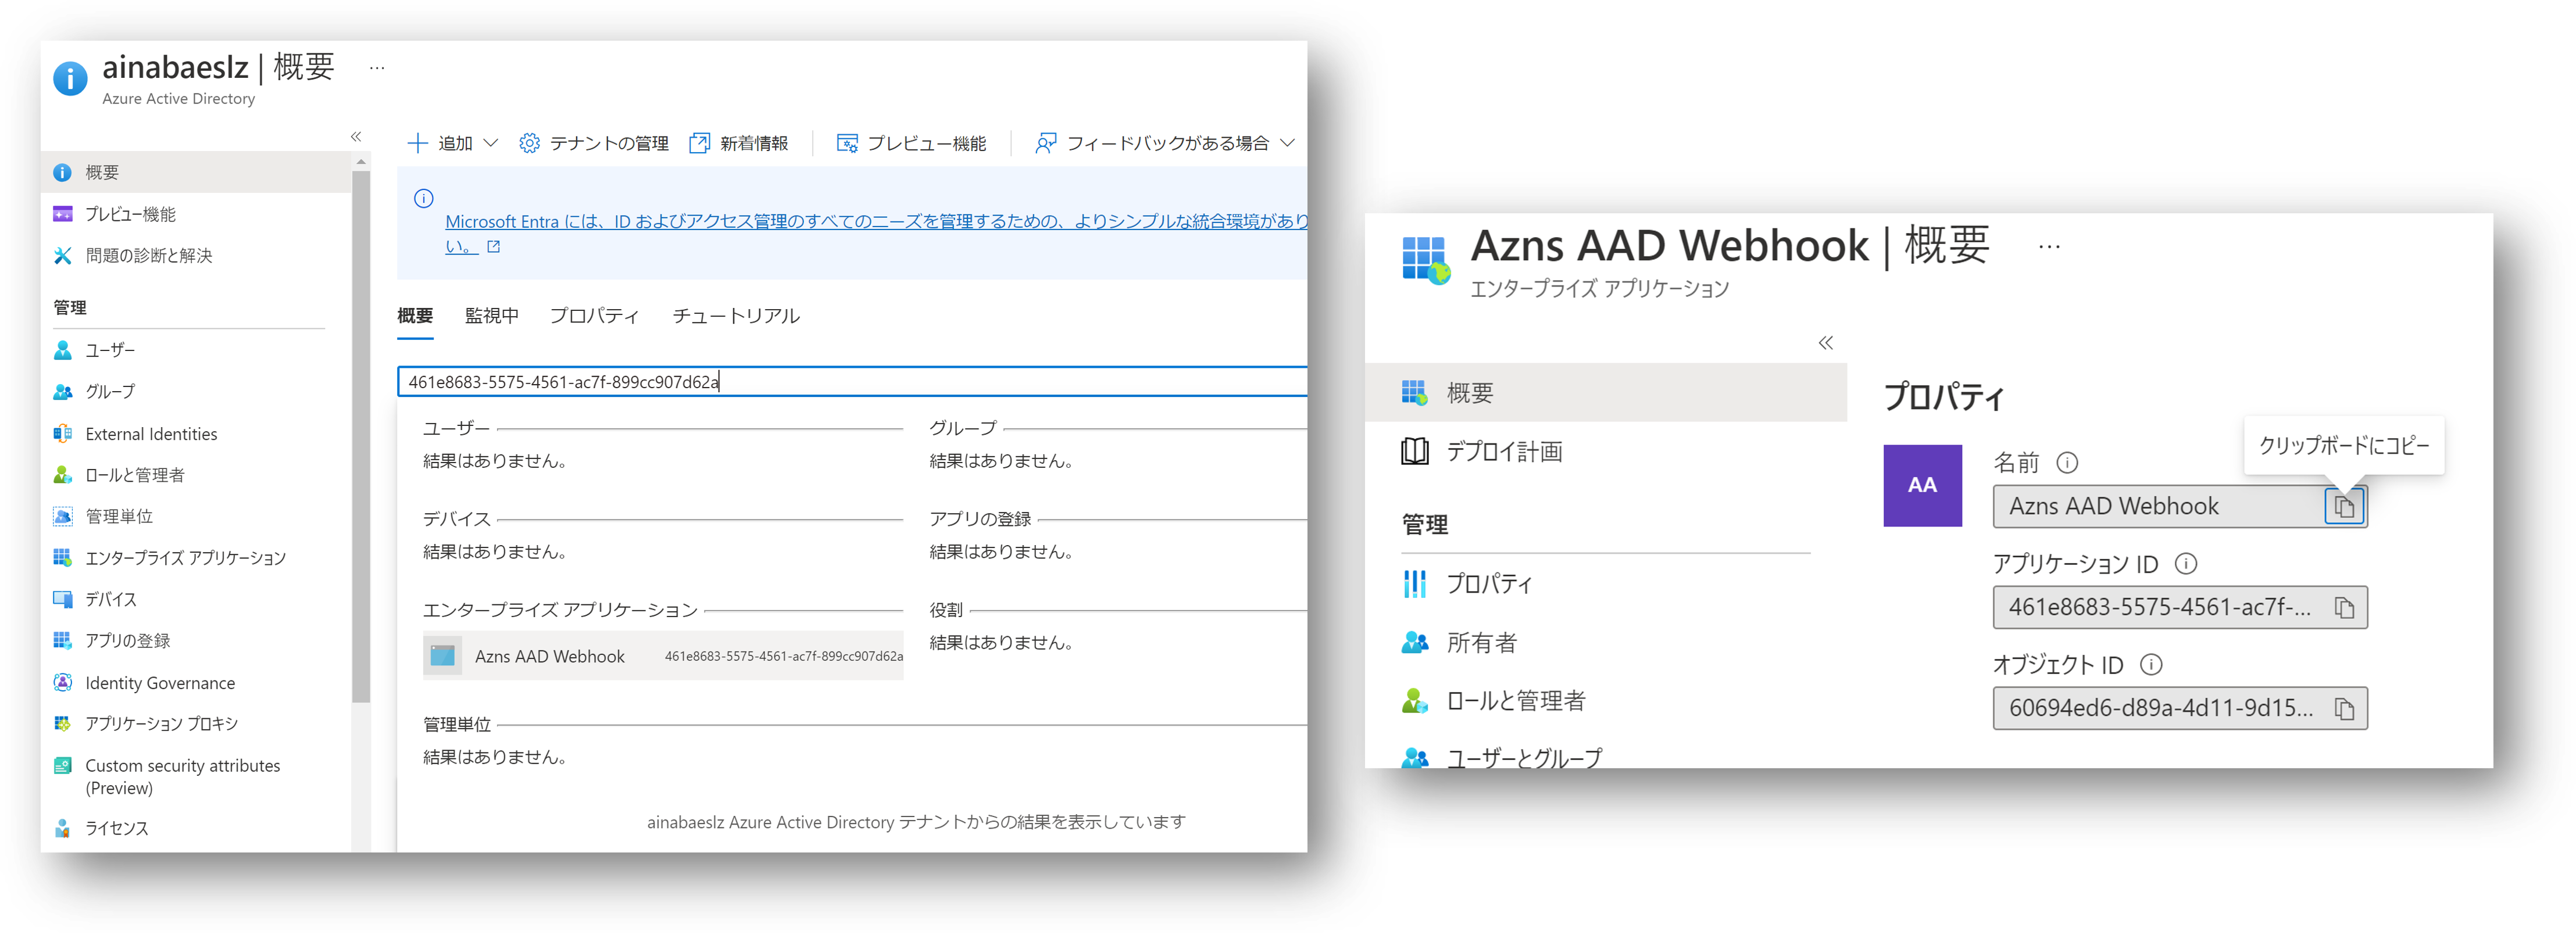 ainabaeslz | 概要 …
Azure Active Directory
«
概要
プレビュー機能
問題の診断と解決
管理
ユーザー
グループ
External Identities
ロールと管理者
管理単位
エンタープライズ アプリケーション
デバイス
アプリの登録
Identity Governance
アプリケーション プロキシ
Custom security attributes
(Preview)
ライセンス
追加 テナントの管理 新着情報 プレビュー機能 フィードバックがある場合
Microsoft Entra には、ID およびアクセス管理のすべてのニーズを管理するための、よりシンプルな統合環境があり
い。
概要 監視中 プロパティ チュートリアル
461e8683-5575-4561-ac7f-899cc907d62a
ユーザー
結果はありません。
グループ
結果はありません。
デバイス
結果はありません。
アプリの登録
結果はありません。
エンタープライズ アプリケーション
Azns AAD Webhook 461e8683-5575-4561-ac7f-899cc907d62a
役割
結果はありません。
管理単位
結果はありません。
ainabaeslz Azure Active Directory テナントからの結果を表示しています
Azns AAD Webhook | 概要 …
エンタープライズ アプリケーション
«
概要
デプロイ計画
管理
プロパティ
所有者
ロールと管理者
ユーザーとグループ
プロパティ
クリップボードにコピー
AA
名前
Azns AAD Webhook
アプリケーション ID
461e8683-5575-4561-ac7f-...
オブジェクト ID
60694ed6-d89a-4d11-9d15...